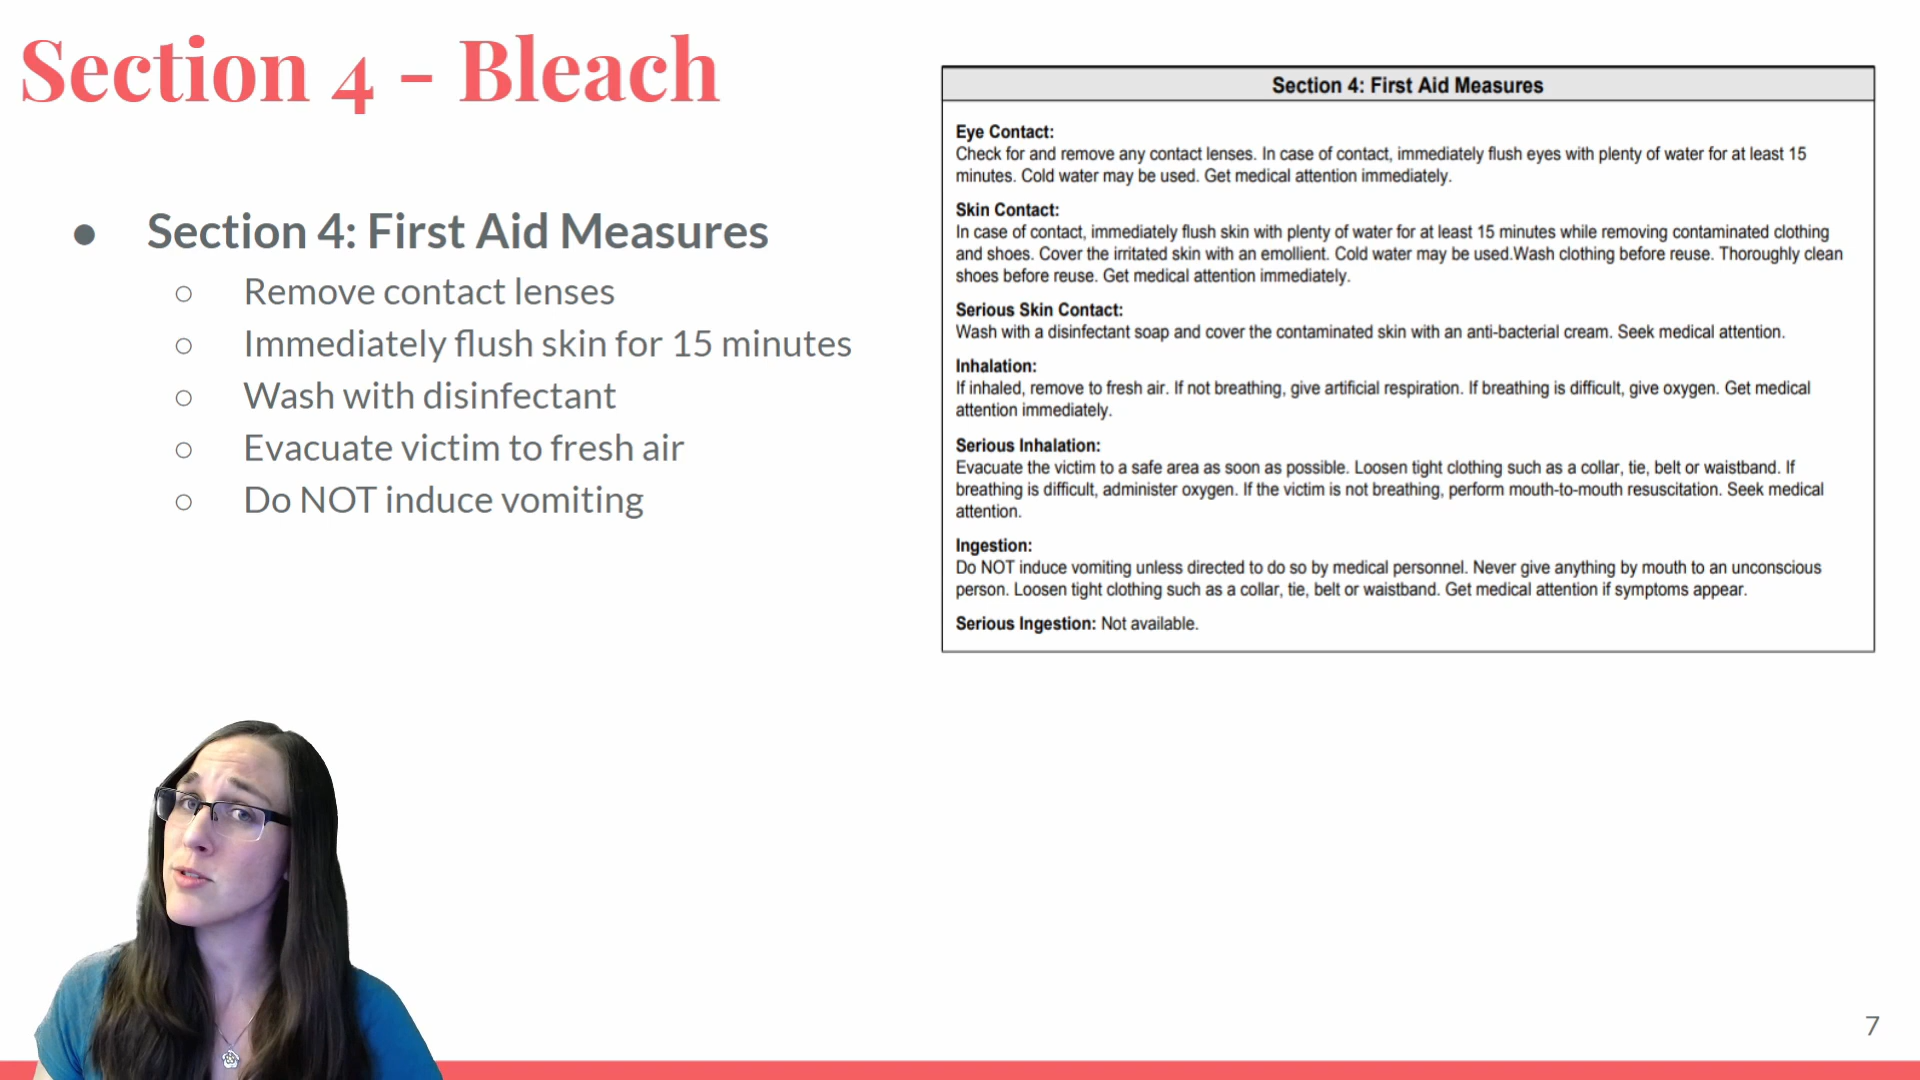 Section 4 - Bleach
● Section 4: First Aid Measures
○ Remove contact lenses
○ Immediately flush skin for 15 minutes
○ Wash with disinfectant
○ Evacuate victim to fresh air
○ Do NOT induce vomiting
Section 4: First Aid Measures
Eye Contact:
Check for and remove any contact lenses. In case of contact, immediately flush eyes with plenty of water for at least 15
minutes. Cold water may be used. Get medical attention immediately.
Skin Contact:
In case of contact, immediately flush skin with plenty of water for at least 15 minutes while removing contaminated clothing
and shoes. Cover the irritated skin with an emollient. Cold water may be used.Wash clothing before reuse. Thoroughly clean
shoes before reuse. Get medical attention immediately.
Serious Skin Contact:
Wash with a disinfectant soap and cover the contaminated skin with an anti-bacterial cream. Seek medical attention.
Inhalation:
If inhaled, remove to fresh air. If not breathing, give artificial respiration. If breathing is difficult, give oxygen. Get medical
attention immediately.
Serious Inhalation:
Evacuate the victim to a safe area as soon as possible. Loosen tight clothing such as a collar, tie, belt or waistband. If
breathing is difficult, administer oxygen. If the victim is not breathing, perform mouth-to-mouth resuscitation. Seek medical
attention.
Ingestion:
Do NOT induce vomiting unless directed to do so by medical personnel. Never give anything by mouth to an unconscious
person. Loosen tight clothing such as a collar, tie, belt or waistband. Get medical attention if symptoms appear.
Serious Ingestion: Not available.
7